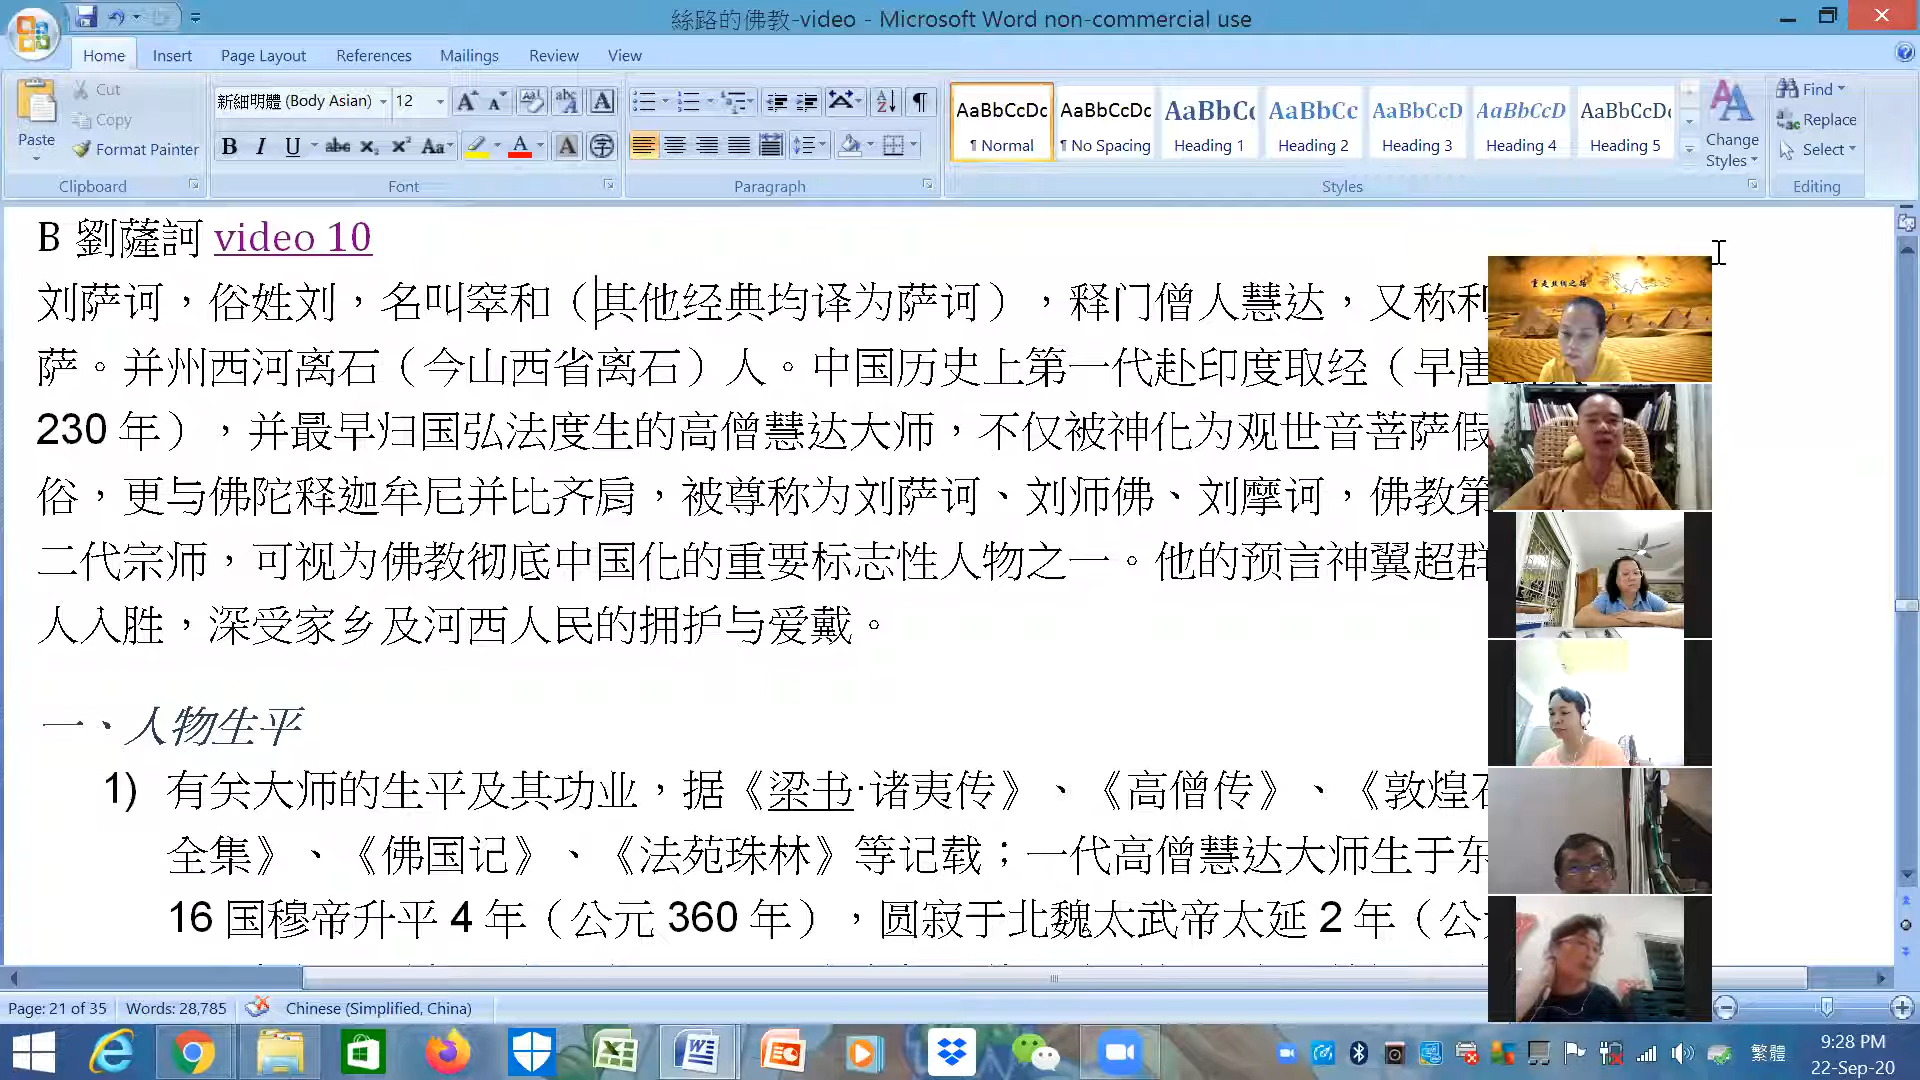 絲路的佛教-video - Microsoft Word non-commercial use
Home Insert Page Layout References Mailings Review View
Cut
Copy
Format Painter
Paste
Clipboard
新細明體 (Body Asian) 12
Font
Paragraph
AaBbCcDc AaBbCcDc AaBbCc AaBbCc AaBbCcD AaBbCcD AaBbCcDc
¶ Normal ¶ No Spacing Heading 1 Heading 2 Heading 3 Heading 4 Heading 5
Change Styles
Styles
Find
Replace
Select
Editing
B 劉薩訶 video 10
刘萨诃，俗姓刘，名叫窣和（其他经典均译为萨诃），释门僧人慧达，又称利
萨。并州西河离石（今山西省离石）人。中国历史上第一代赴印度取经（早唐
230 年），并最早归国弘法度生的高僧慧达大师，不仅被神化为观世音菩萨假
俗，更与佛陀释迦牟尼并比齐肩，被尊称为刘萨诃、刘师佛、刘摩诃，佛教第
二代宗师，可视为佛教彻底中国化的重要标志性人物之一。他的预言神翼超群
人入胜，深受家乡及河西人民的拥护与爱戴。
一、人物生平
1) 有关大师的生平及其功业，据《梁书·诸夷传》、《高僧传》、《敦煌石
全集》、《佛国记》、《法苑珠林》等记载；一代高僧慧达大师生于东
16 国穆帝升平 4 年（公元 360 年），圆寂于北魏太武帝太延 2 年（公
重走丝绸之路
Page: 21 of 35 Words: 28,785 Chinese (Simplified, China)
繁體
9:28 PM
22-Sep-20